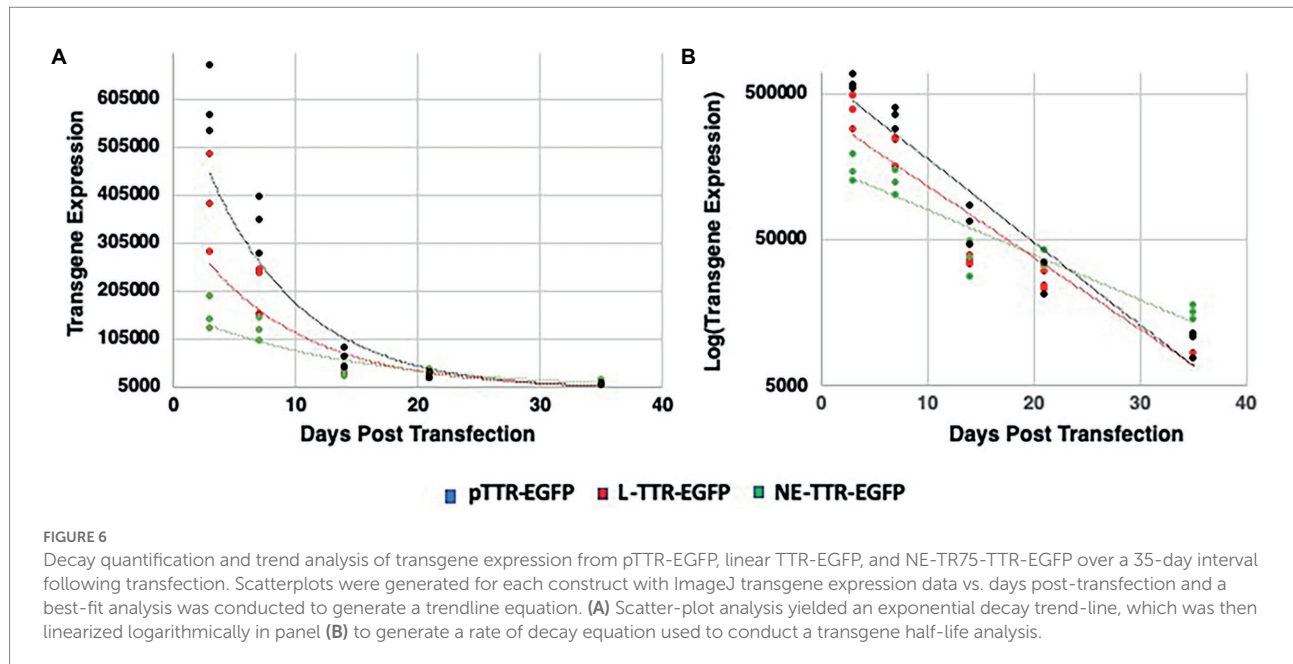 A
B
Transgene Expression
605000
505000
405000
305000
205000
105000
5000
0
10
20
30
40
Days Post Transfection
Log(Transgene Expression)
500000
50000
5000
0
10
20
30
40
Days Post Transfection
pTTR-EGFP
L-TTR-EGFP
NE-TTR-EGFP
FIGURE 6
Decay quantification and trend analysis of transgene expression from pTTR-EGFP, linear TTR-EGFP, and NE-TR75-TTR-EGFP over a 35-day interval
following transfection. Scatterplots were generated for each construct with ImageJ transgene expression data vs. days post-transfection and a
best-fit analysis was conducted to generate a trendline equation. (A) Scatter-plot analysis yielded an exponential decay trend-line, which was then
linearized logarithmically in panel (B) to generate a rate of decay equation used to conduct a transgene half-life analysis.